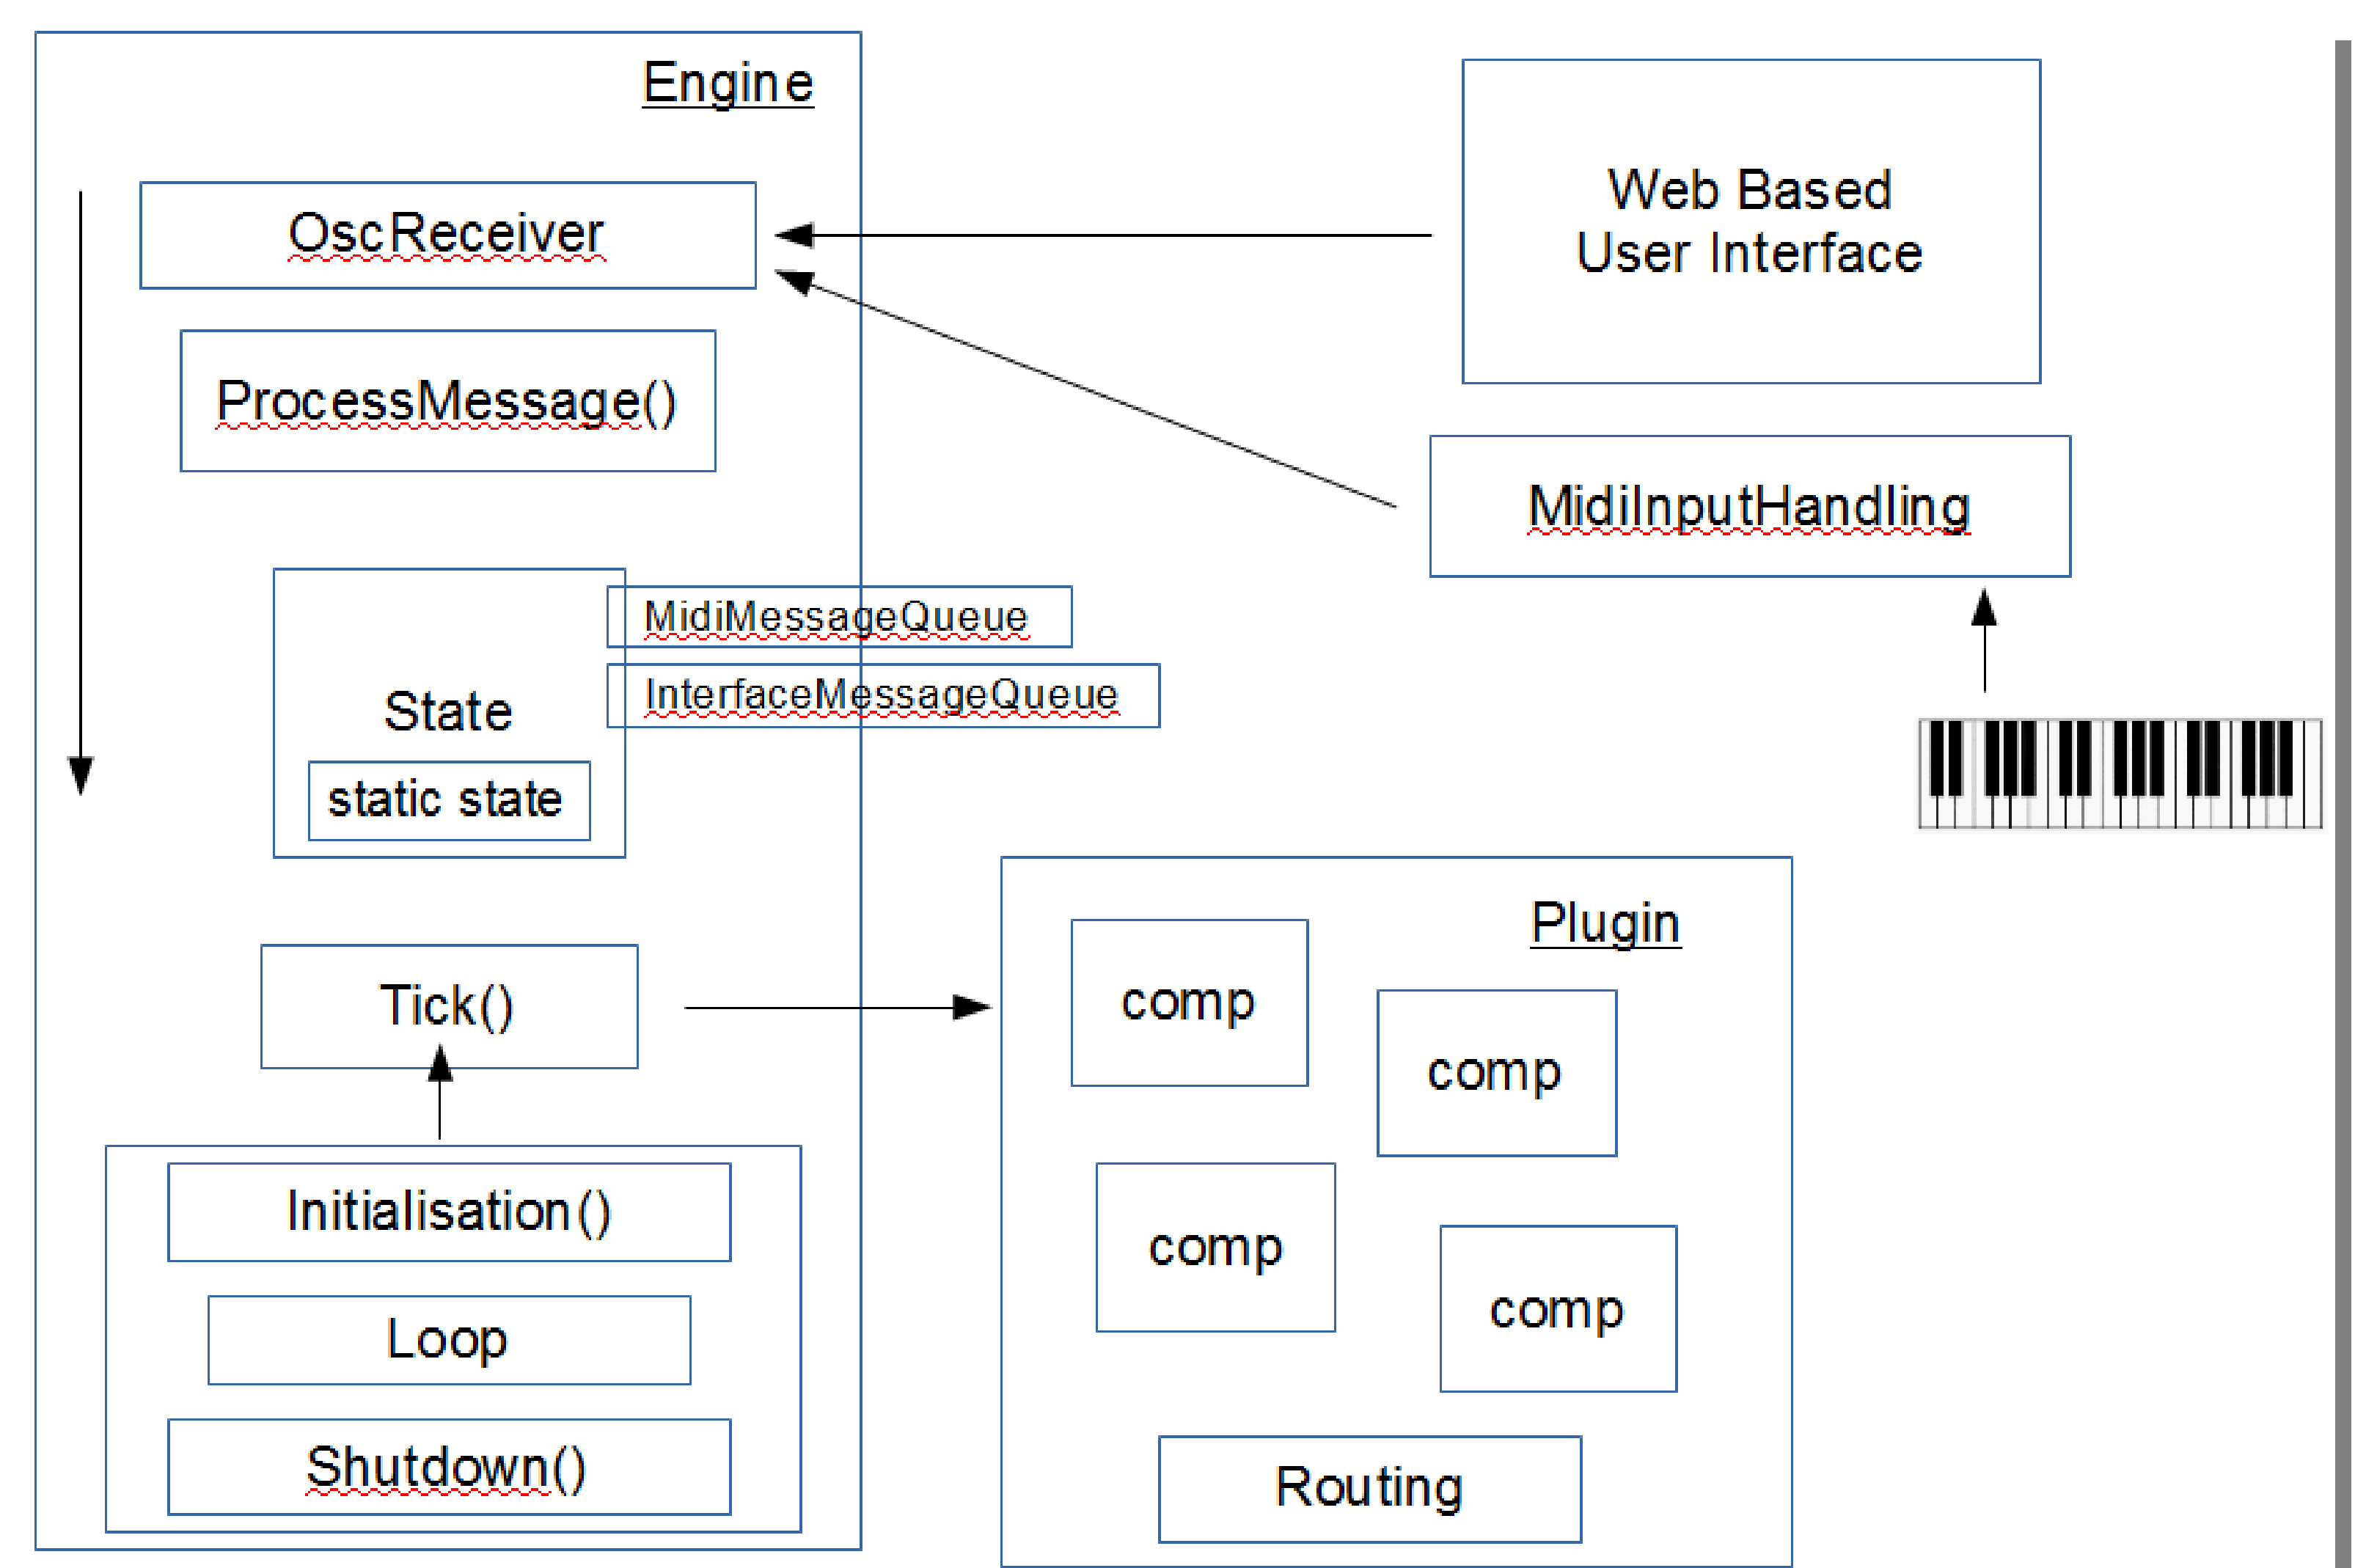 Engine
OscReceiver
ProcessMessage()
State
static state
MidiMessageQueue
InterfaceMessageQueue
Tick()
Initialisation()
Loop
Shutdown()
Web Based
User Interface
MidiInputHandling
Plugin
comp
comp
comp
comp
Routing